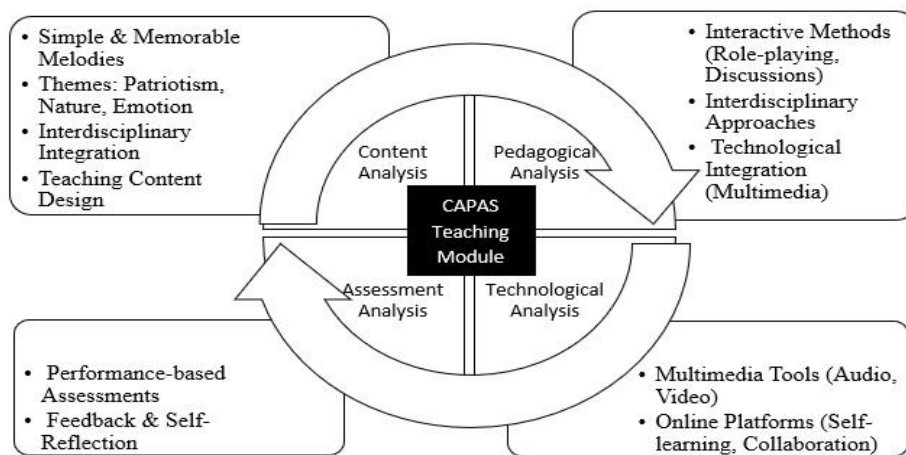 • Simple & Memorable
Melodies
• Themes: Patriotism,
Nature, Emotion
• Interdisciplinary
Integration
• Teaching Content
Design
• Interactive Methods
(Role-playing,
Discussions)
• Interdisciplinary
Approaches
• Technological
Integration
(Multimedia)
Content
Analysis
Pedagogical
Analysis
CAPAS
Teaching
Module
Assessment
Analysis
Technological
Analysis
• Performance-based
Assessments
• Feedback & Self-
Reflection
• Multimedia Tools (Audio,
Video)
• Online Platforms (Self-
learning, Collaboration)